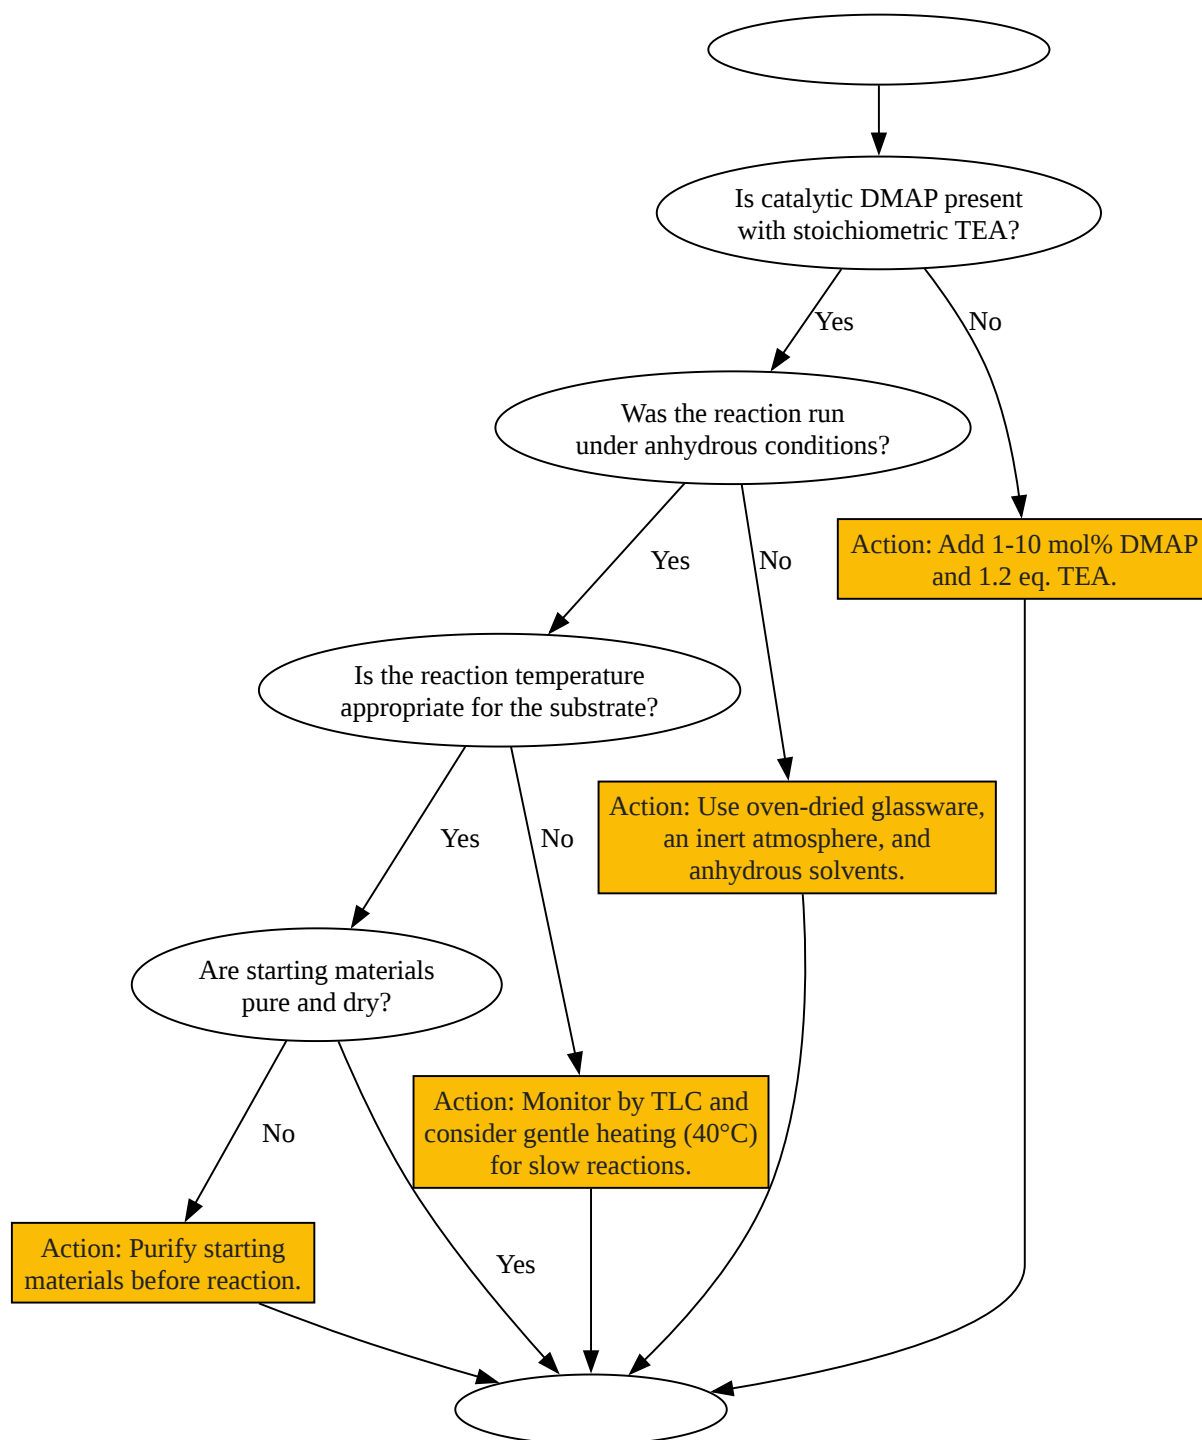 Is catalytic DMAP present
with stoichiometric TEA?
Yes
No
Was the reaction run
under anhydrous conditions?
Action: Add 1-10 mol% DMAP
and 1.2 eq. TEA.
Yes
No
Is the reaction temperature
appropriate for the substrate?
Action: Use oven-dried glassware,
an inert atmosphere, and
anhydrous solvents.
Yes
No
Are starting materials
pure and dry?
Action: Monitor by TLC and
consider gentle heating (40°C)
for slow reactions.
No
Yes
Action: Purify starting
materials before reaction.